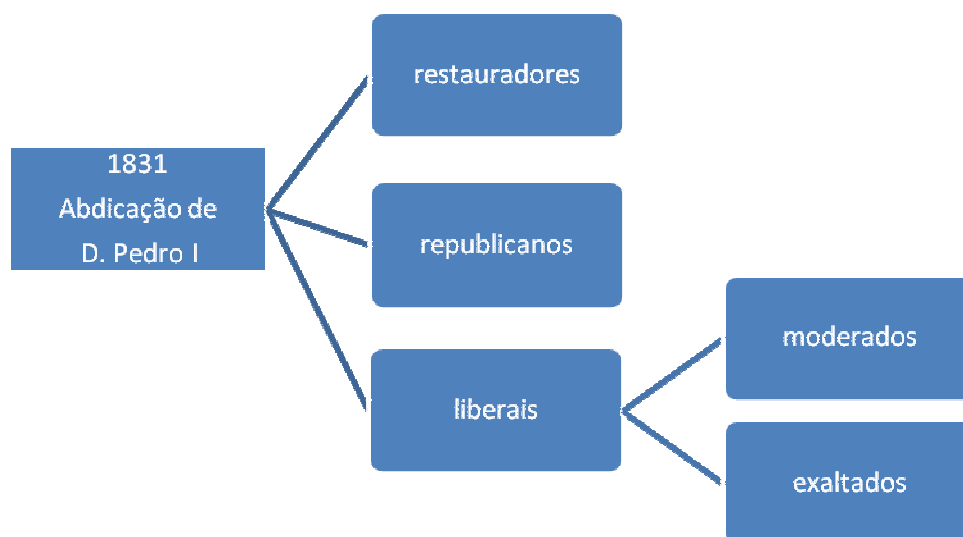 1831
Abdicação de
D. Pedro I
restauradores
republicanos
liberais
moderados
exaltados